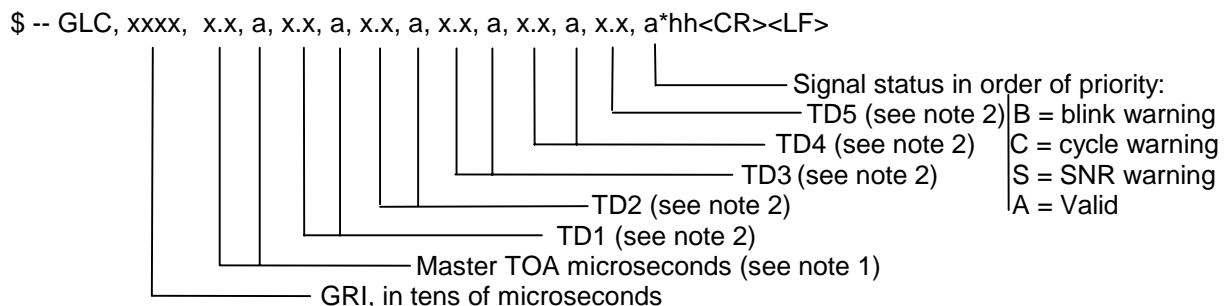 $ -- GLC, xxxx, x.x, a, x.x, a, x.x, a, x.x, a, x.x, a, x.x, a*hh<CR><LF>
Signal status in order of priority:
TD5 (see note 2) B = blink warning
TD4 (see note 2) C = cycle warning
TD3 (see note 2) S = SNR warning
TD2 (see note 2) A = Valid
TD1 (see note 2)
Master TOA microseconds (see note 1)
GRI, in tens of microseconds